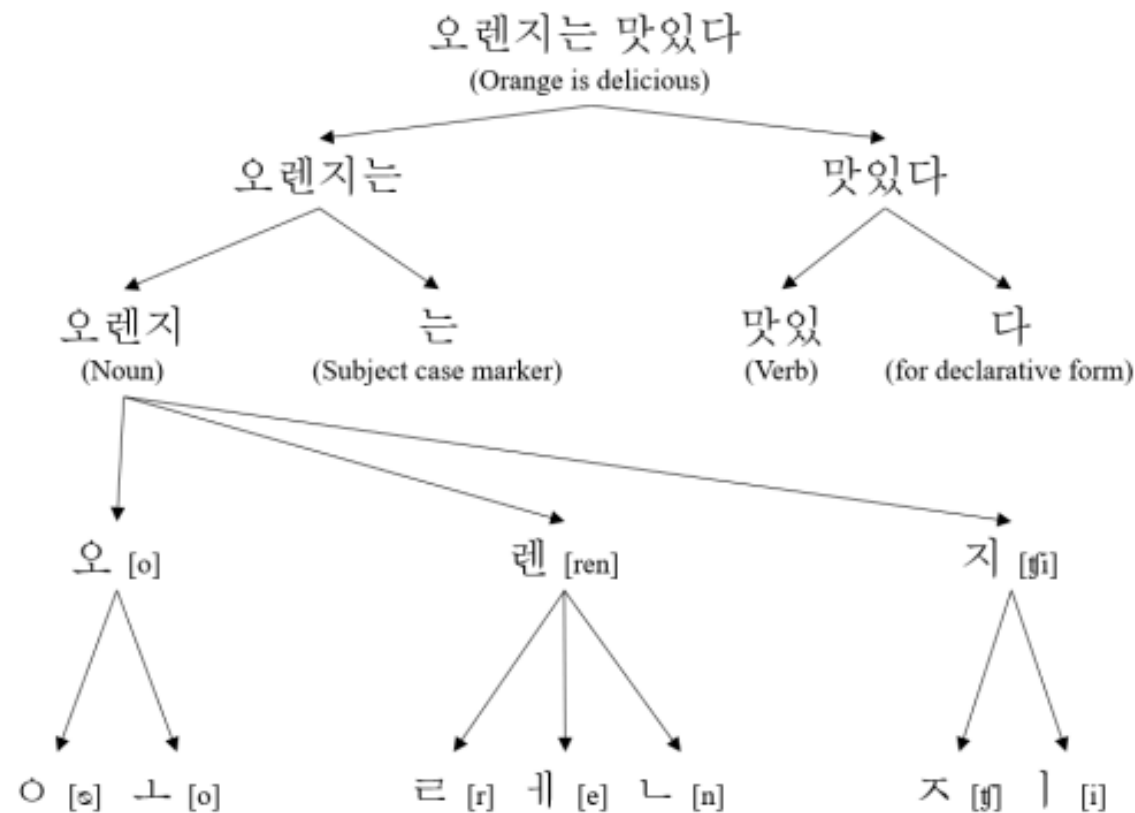 오렌지는 맛있다
(Orange is delicious)
오렌지는 맛있다
오렌지 는 맛있 다
(Noun) (Subject case marker) (Verb) (for declarative form)
오 [o] 렌 [ren] 지 [ʧi]
ㅇ [ᴓ] ㅗ [o] ㄹ [r] ㅔ [e] ㄴ [n] ㅈ [ʧ] ㅣ [i]